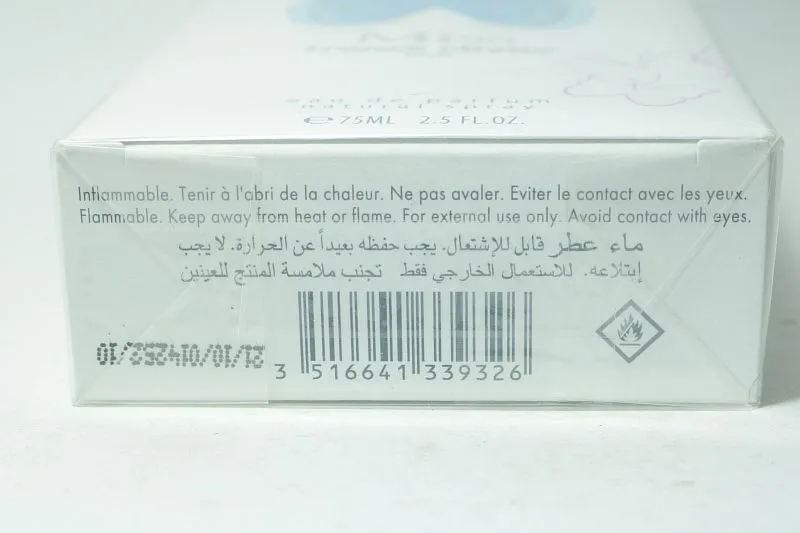 eau de parfum
natural spray
℮ 75ML 2.5 FL.OZ.
Inflammable. Tenir à l'abri de la chaleur. Ne pas avaler. Eviter le contact avec les yeux.
Flammable. Keep away from heat or flame. For external use only. Avoid contact with eyes.
ماء عطر قابل للإشتعال. يجب حفظه بعيداً عن الحرارة. لا يجب
إبتلاعه. للاستعمال الخارجي فقط تجنب ملامسة المنتج للعينين
3 516641 339326